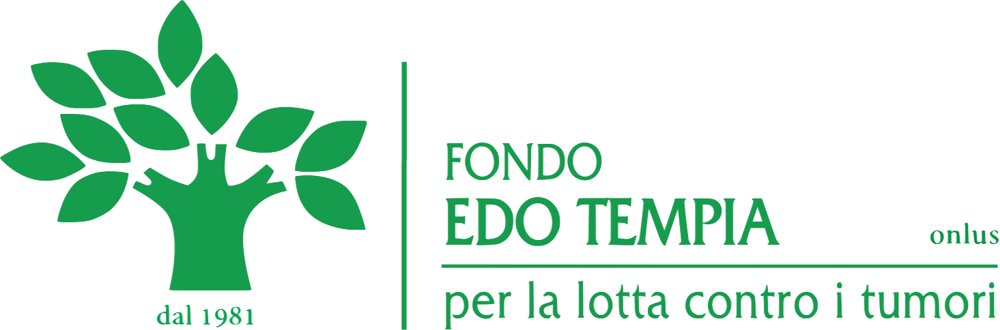 dal 1981
FONDO
EDO TEMPIA
onlus
per la lotta contro i tumori